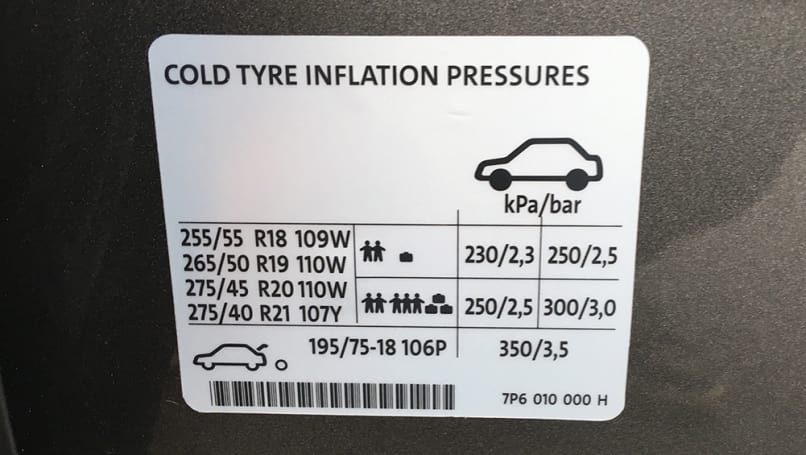 COLD TYRE INFLATION PRESSURES
kPa/bar
255/55 R18 109W
265/50 R19 110W
230/2,3 250/2,5
275/45 R20 110W
275/40 R21 107Y
250/2,5 300/3,0
195/75-18 106P 350/3,5
7P6 010 000 H